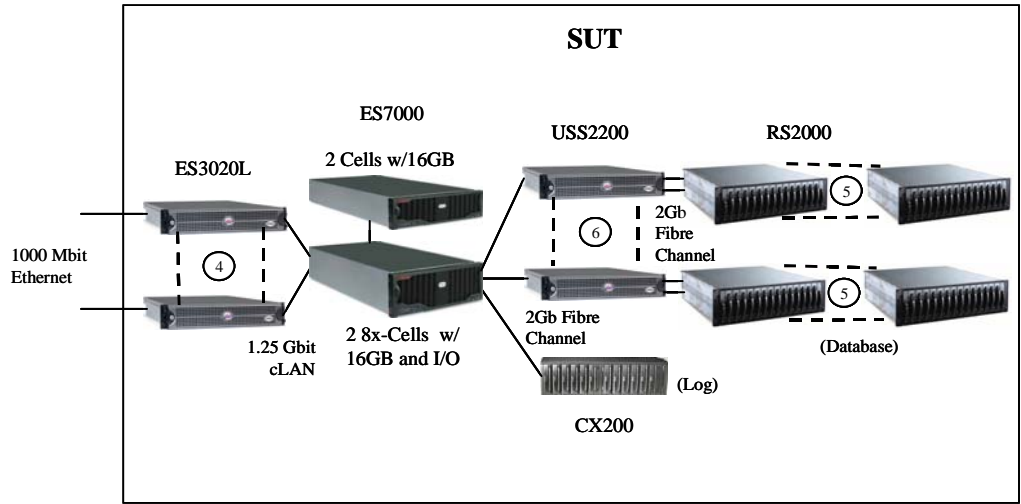 SUT
ES7000
USS2200
RS2000
ES3020L
2 Cells w/16GB
1000 Mbit
Ethernet
4
6
2Gb
Fibre
Channel
5
5
1.25 Gbit
cLAN
2 8x-Cells w/
16GB and I/O
2Gb Fibre
Channel
(Database)
(Log)
CX200